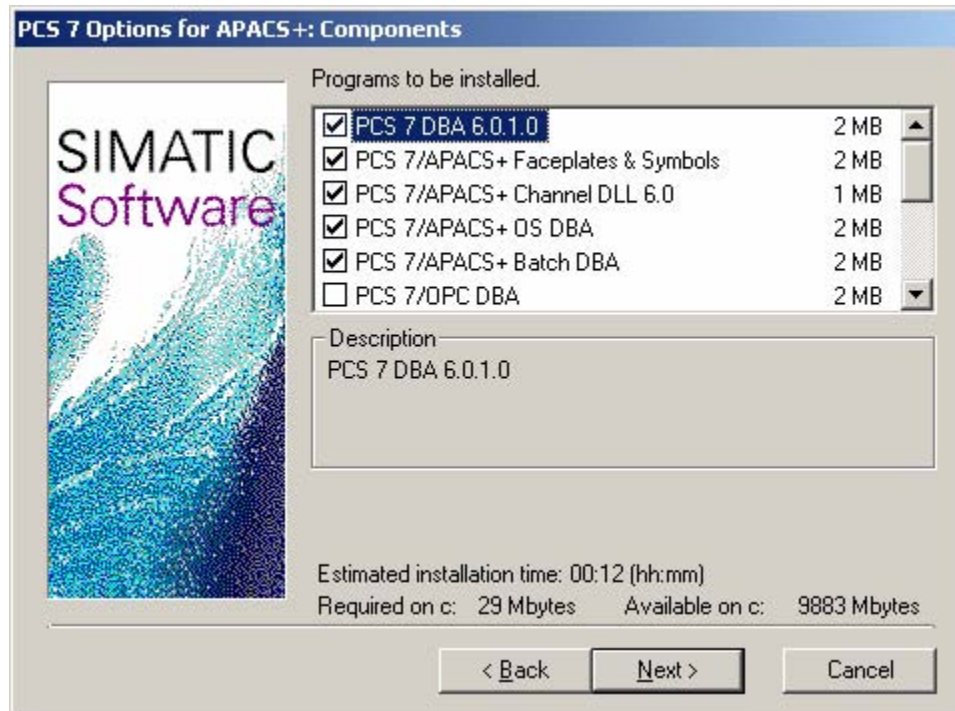 PCS 7 Options for APACS+: Components
SIMATIC
Software
Programs to be installed.
PCS 7 DBA 6.0.1.0 2 MB
PCS 7/APACS+ Faceplates & Symbols 2 MB
PCS 7/APACS+ Channel DLL 6.0 1 MB
PCS 7/APACS+ OS DBA 2 MB
PCS 7/APACS+ Batch DBA 2 MB
PCS 7/OPC DBA 2 MB
Description
PCS 7 DBA 6.0.1.0
Estimated installation time: 00:12 (hh:mm)
Required on c: 29 Mbytes Available on c: 9883 Mbytes
< Back Next > Cancel